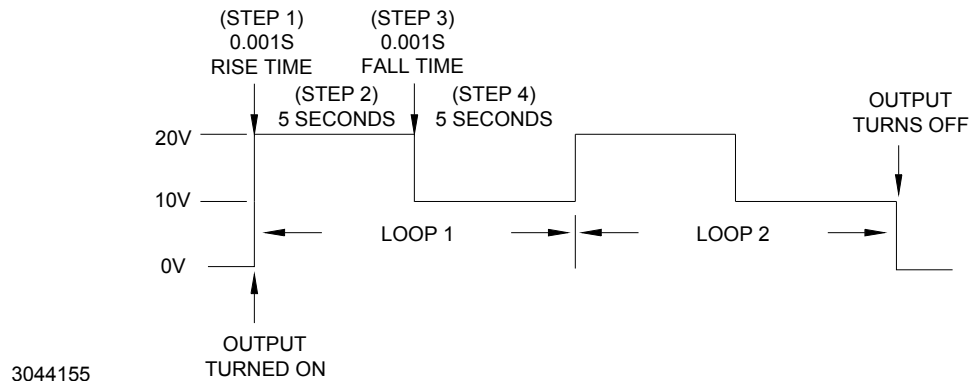 (STEP 1)
0.001S
RISE TIME
(STEP 3)
0.001S
FALL TIME
(STEP 2)
5 SECONDS
(STEP 4)
5 SECONDS
OUTPUT
TURNS OFF
20V
10V
LOOP 1
LOOP 2
0V
OUTPUT
TURNED ON
3044155